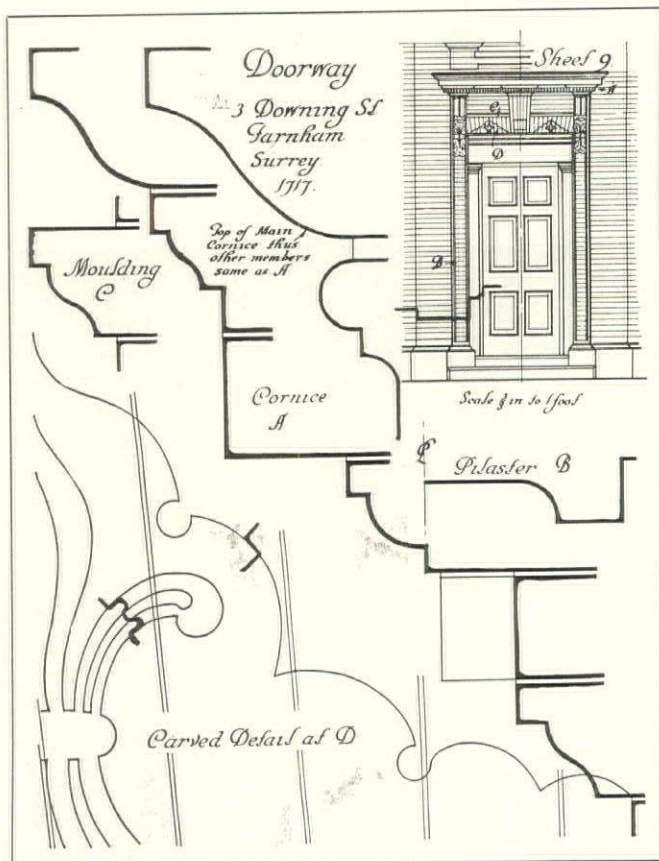 Doorway
At 3 Downing St
Farnham
Surrey
1717.
Sheet 9
A
C
D
B
Top of Main
Cornice thus
other members
same as A
Moulding
C
Cornice
A
Scale ¾ in to 1 foot
℄ Pilaster B
Carved Detail at D